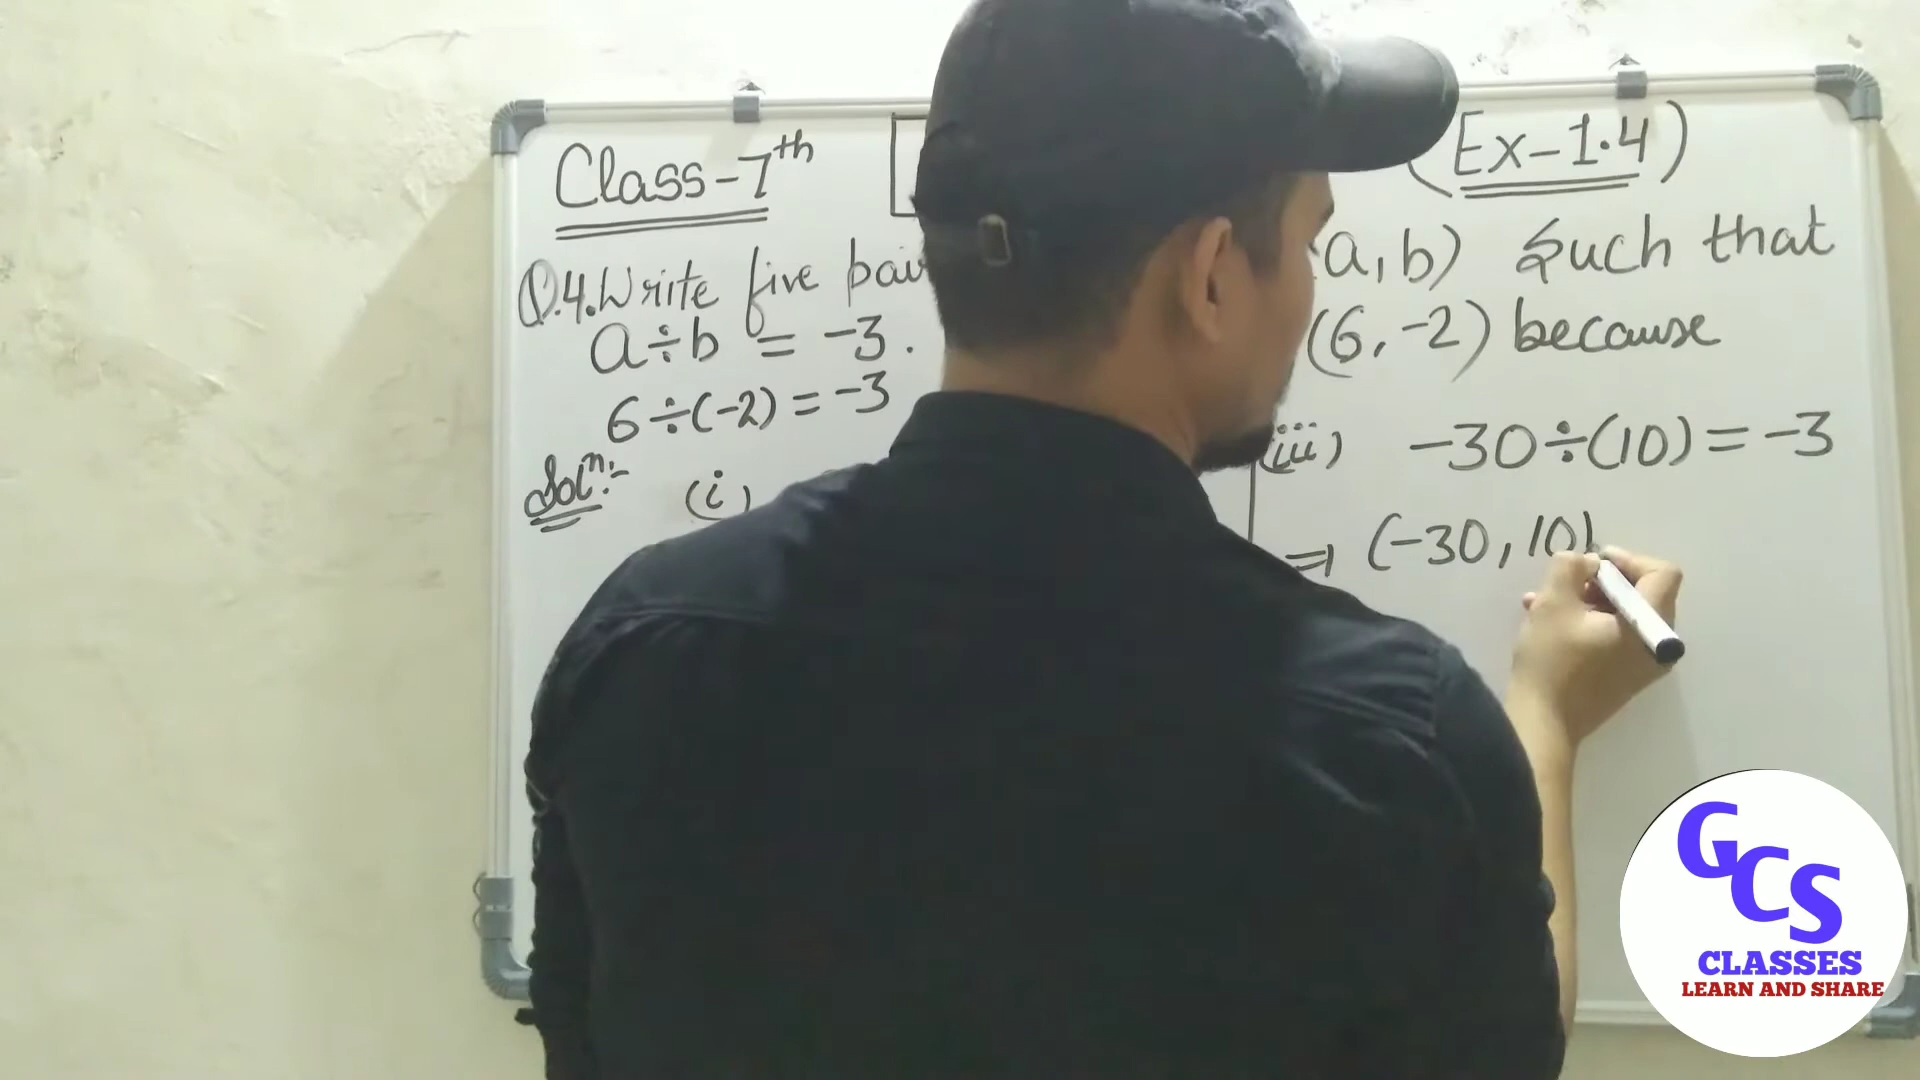 Class-7th (Ex-1.4)
Q.4. Write five a,b) Such that
a÷b = -3. (6,-2) because
6÷(-2) = -3
Solⁿ:- (i)
(iii) -30÷(10) = -3
⇒ (-30,10)
GCS
CLASSES
LEARN AND SHARE